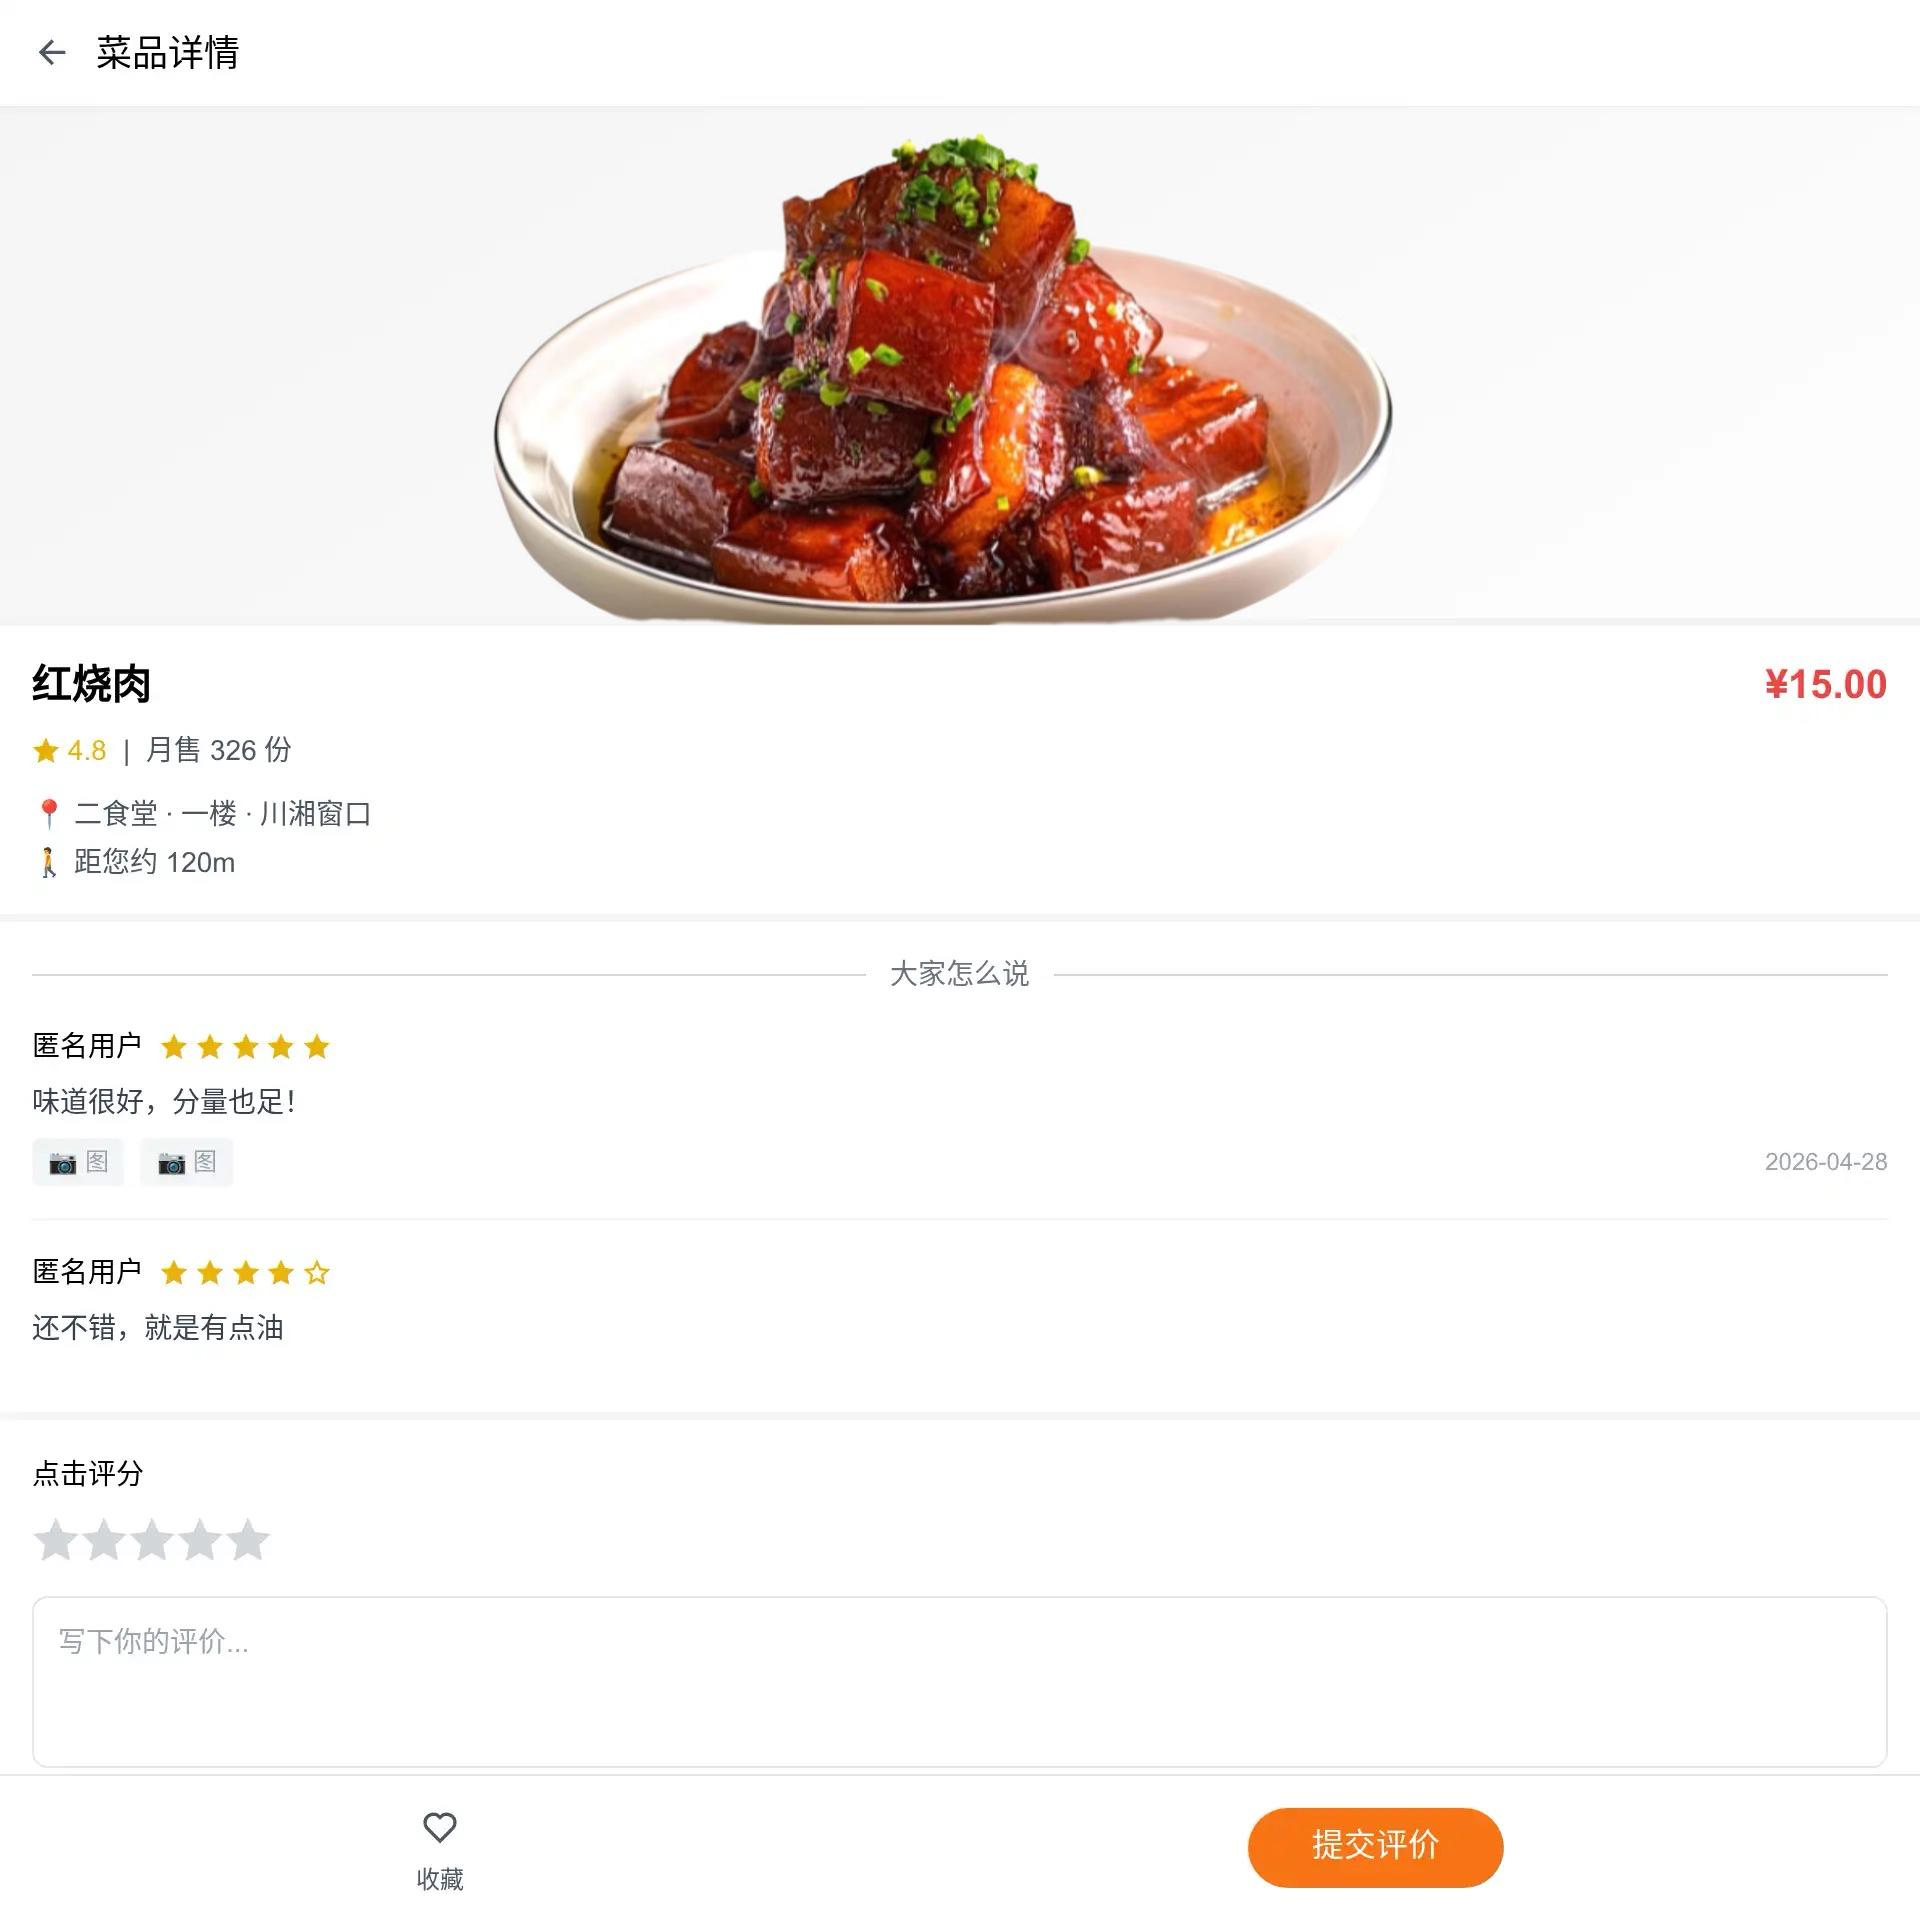 菜品详情
红烧肉 ¥15.00
4.8 | 月售 326 份
二食堂 · 一楼 · 川湘窗口
距您约 120m
大家怎么说
匿名用户
味道很好，分量也足！
图 图 2026-04-28
匿名用户
还不错，就是有点油
点击评分
写下你的评价...
收藏 提交评价